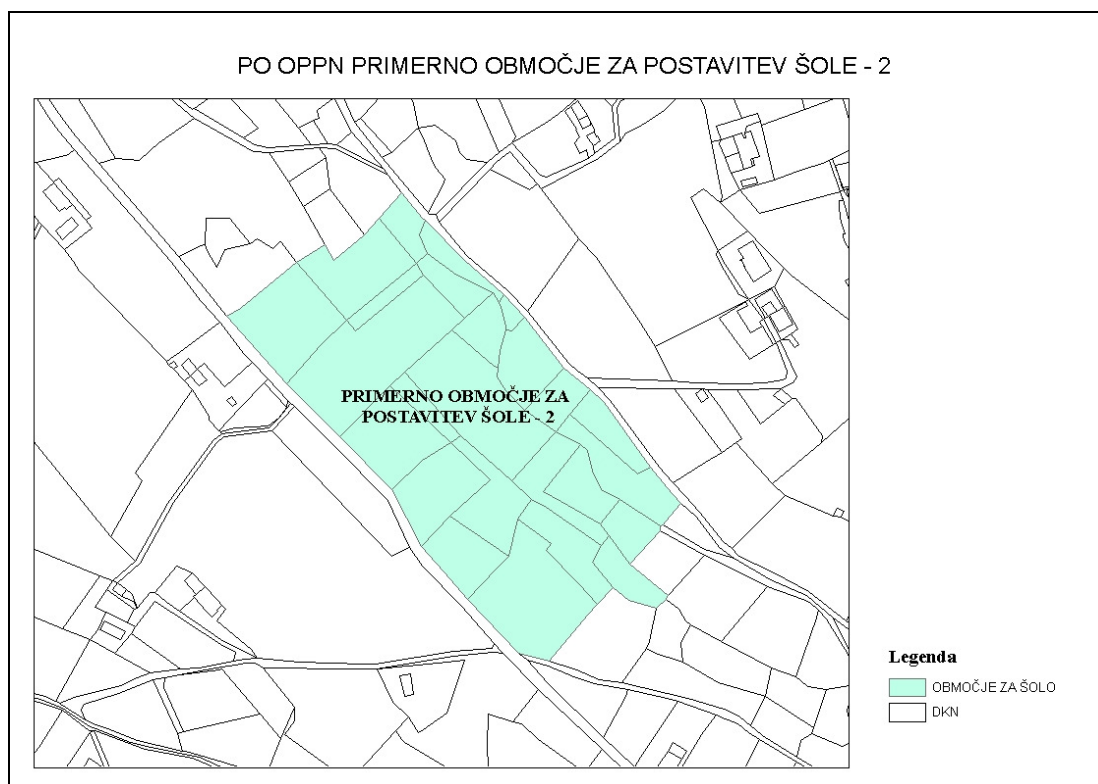 PO OPPN PRIMERNO OBMOČJE ZA POSTAVITEV ŠOLE - 2
PRIMERNO OBMOČJE ZA
POSTAVITEV ŠOLE - 2
Legenda
OBMOČJE ZA ŠOLO
DKN